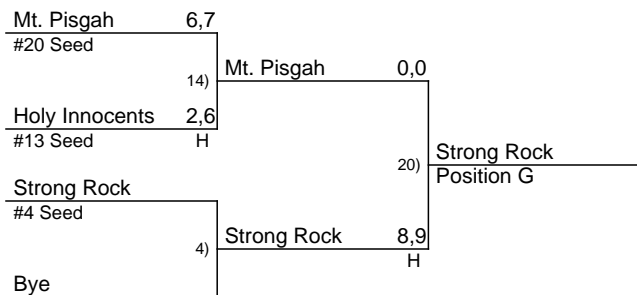 Mt. Pisgah 6,7
#20 Seed
14) Mt. Pisgah 0,0
Holy Innocents 2,6
#13 Seed H
20) Strong Rock
Position G
Strong Rock
#4 Seed
4) Strong Rock 8,9
H
Bye